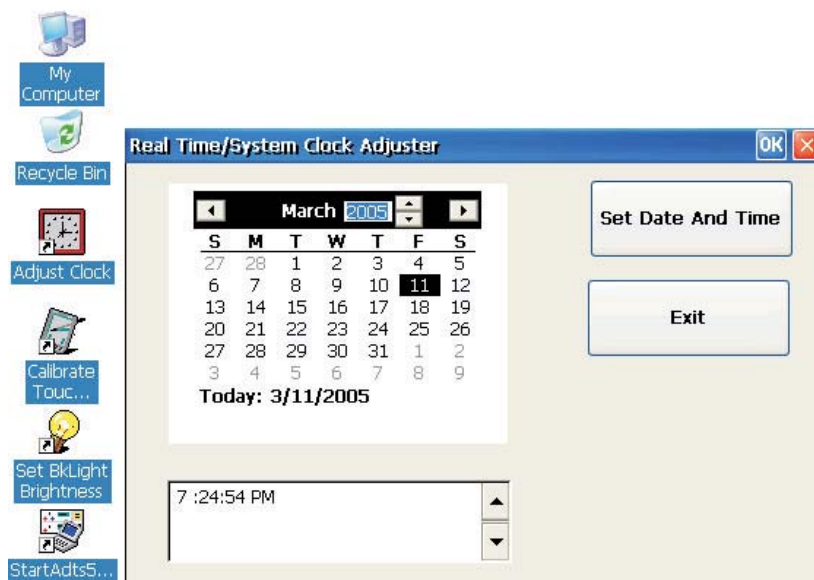 My
Computer
Recycle Bin
Adjust Clock
Calibrate
Touc...
Set BkLight
Brightness
StartAdts5...
Real Time/System Clock Adjuster
OK
March 2005
S M T W T F S
27 28 1 2 3 4 5
6 7 8 9 10 11 12
13 14 15 16 17 18 19
20 21 22 23 24 25 26
27 28 29 30 31 1 2
3 4 5 6 7 8 9
Today: 3/11/2005
7 :24:54 PM
Set Date And Time
Exit